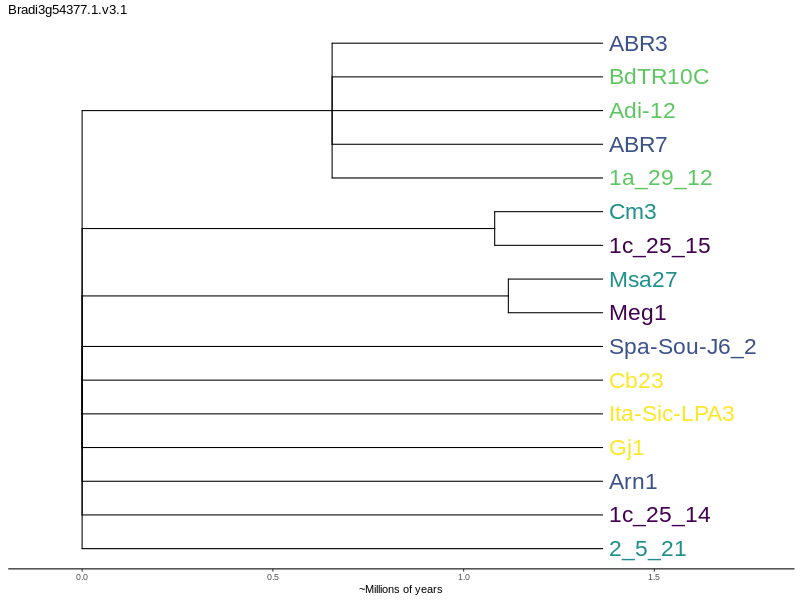 Bradi3g54377.1.v3.1
ABR3
BdTR10C
Adi-12
ABR7
1a_29_12
Cm3
1c_25_15
Msa27
Meg1
Spa-Sou-J6_2
Cb23
Ita-Sic-LPA3
Gj1
Arn1
1c_25_14
2_5_21
0.0 0.5 1.0 1.5
~Millions of years